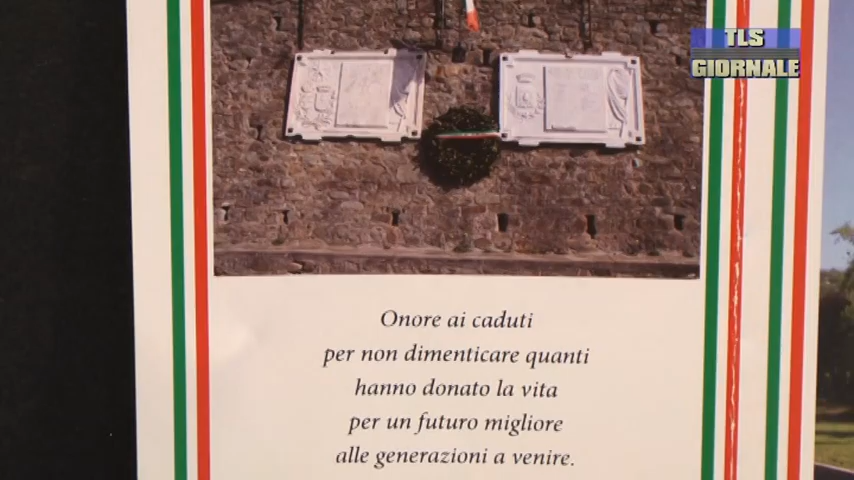 TLS
GIORNALE
Onore ai caduti
per non dimenticare quanti
hanno donato la vita
per un futuro migliore
alle generazioni a venire.